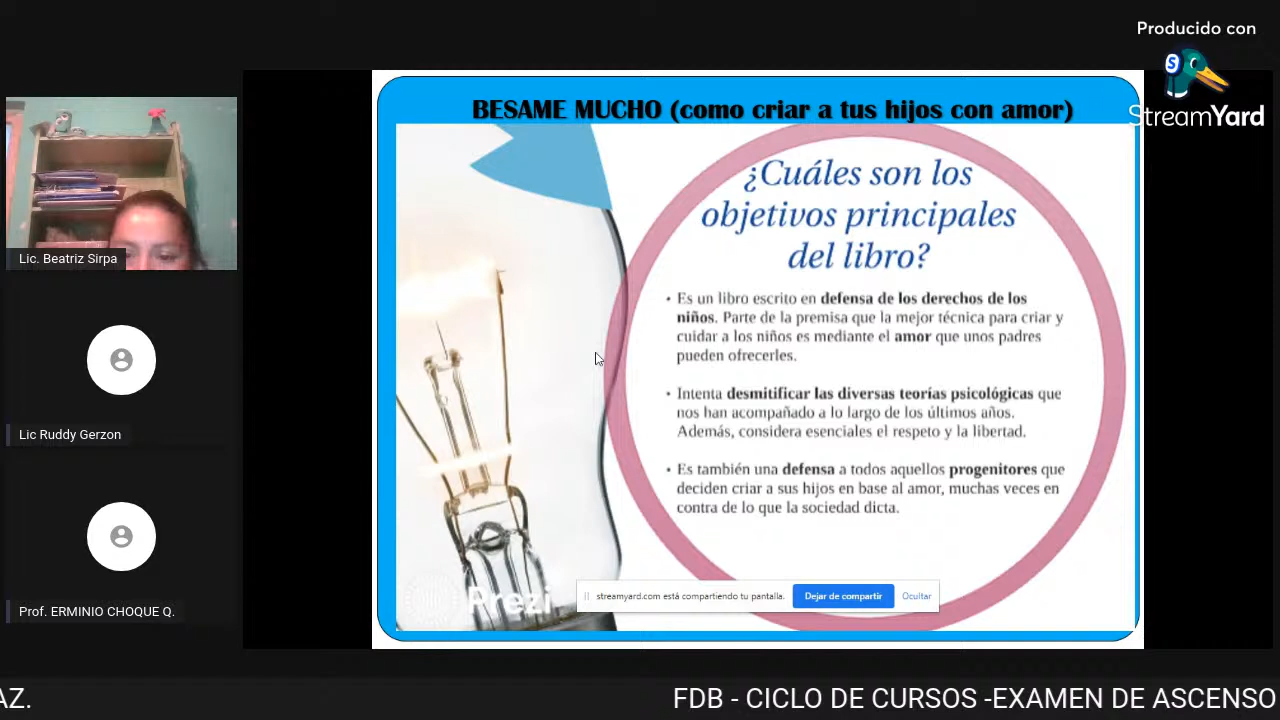 Producido con
StreamYard
BESAME MUCHO (como criar a tus hijos con amor)
¿Cuáles son los
objetivos principales
del libro?
• Es un libro escrito en defensa de los derechos de los
niños. Parte de la premisa que la mejor técnica para criar y
cuidar a los niños es mediante el amor que unos padres
pueden ofrecerles.
• Intenta desmitificar las diversas teorías psicológicas que
nos han acompañado a lo largo de los últimos años.
Además, considera esenciales el respeto y la libertad.
• Es también una defensa a todos aquellos progenitores que
deciden criar a sus hijos en base al amor, muchas veces en
contra de lo que la sociedad dicta.
Prezi
streamyard.com está compartiendo tu pantalla.
Dejar de compartir
Ocultar
Lic. Beatriz Sirpa
Lic Ruddy Gerzon
Prof. ERMINIO CHOQUE Q.
AZ.
FDB - CICLO DE CURSOS -EXAMEN DE ASCENSO